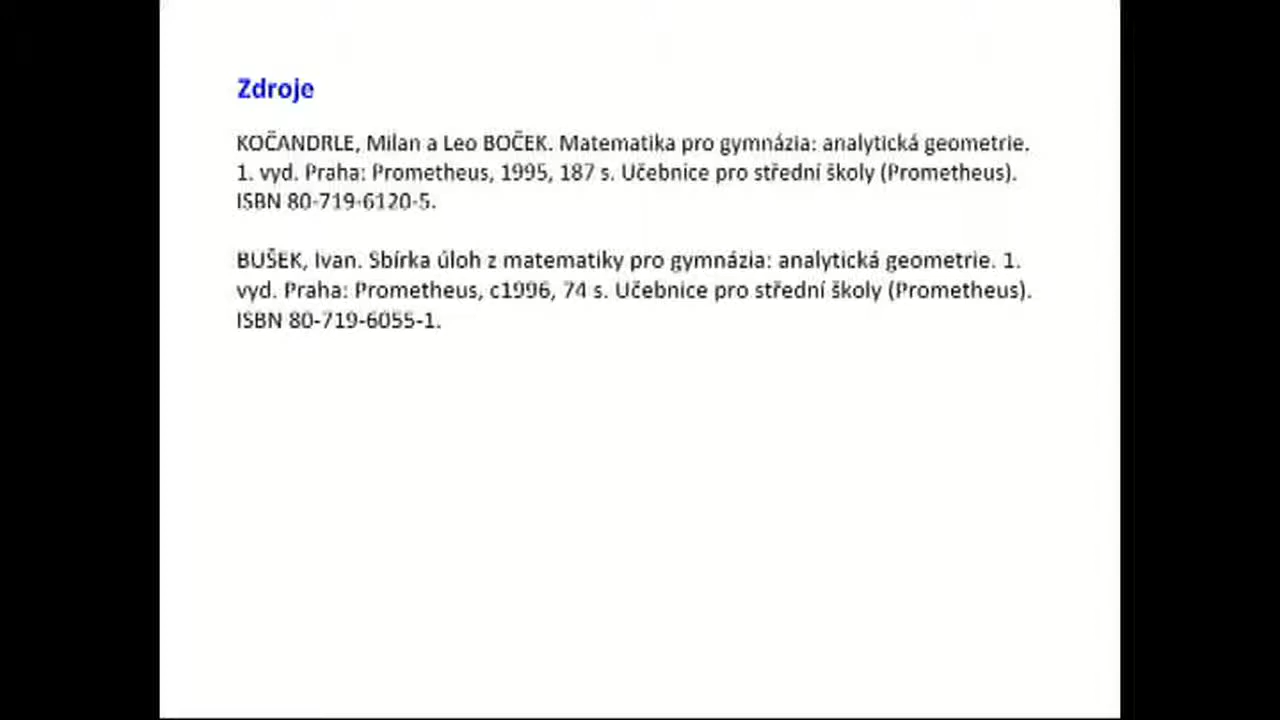 Zdroje
KOČANDRLE, Milan a Leo BOČEK. Matematika pro gymnázia: analytická geometrie.
1. vyd. Praha: Prometheus, 1995, 187 s. Učebnice pro střední školy (Prometheus).
ISBN 80-719-6120-5.
BUŠEK, Ivan. Sbírka úloh z matematiky pro gymnázia: analytická geometrie. 1.
vyd. Praha: Prometheus, c1996, 74 s. Učebnice pro střední školy (Prometheus).
ISBN 80-719-6055-1.